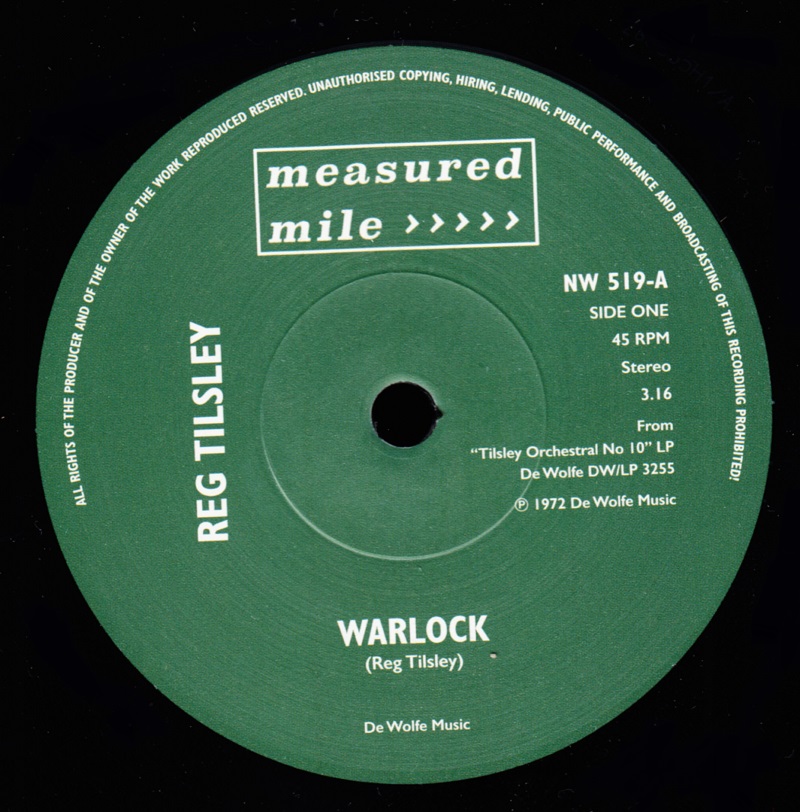 ALL RIGHTS OF THE PRODUCER AND OF THE OWNER OF THE WORK REPRODUCED RESERVED. UNAUTHORISED COPYING, HIRING, LENDING, PUBLIC PERFORMANCE AND BROADCASTING OF THIS RECORDING PROHIBITED!
measured
mile >>>>>
REG TILSLEY
NW 519-A
SIDE ONE
45 RPM
Stereo
3.16
From
"Tilsley Orchestral No 10" LP
De Wolfe DW/LP 3255
℗ 1972 De Wolfe Music
WARLOCK
(Reg Tilsley)
De Wolfe Music